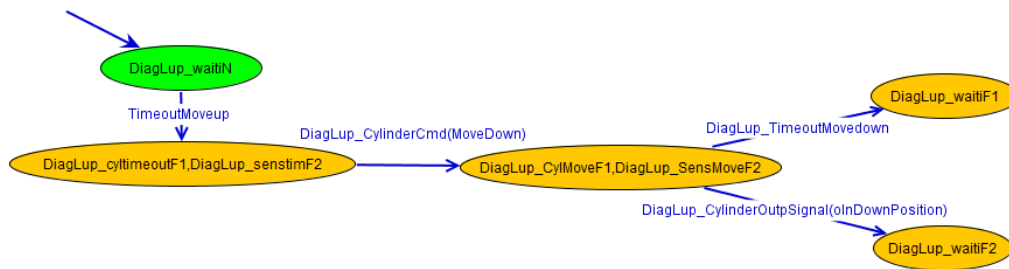 DiagLup_waitiN
TimeoutMoveup
DiagLup_cyltimeoutF1,DiagLup_senstimF2
DiagLup_CylinderCmd(MoveDown)
DiagLup_CylMoveF1,DiagLup_SensMoveF2
DiagLup_TimeoutMovedown
DiagLup_waitiF1
DiagLup_CylinderOutpSignal(oInDownPosition)
DiagLup_waitiF2